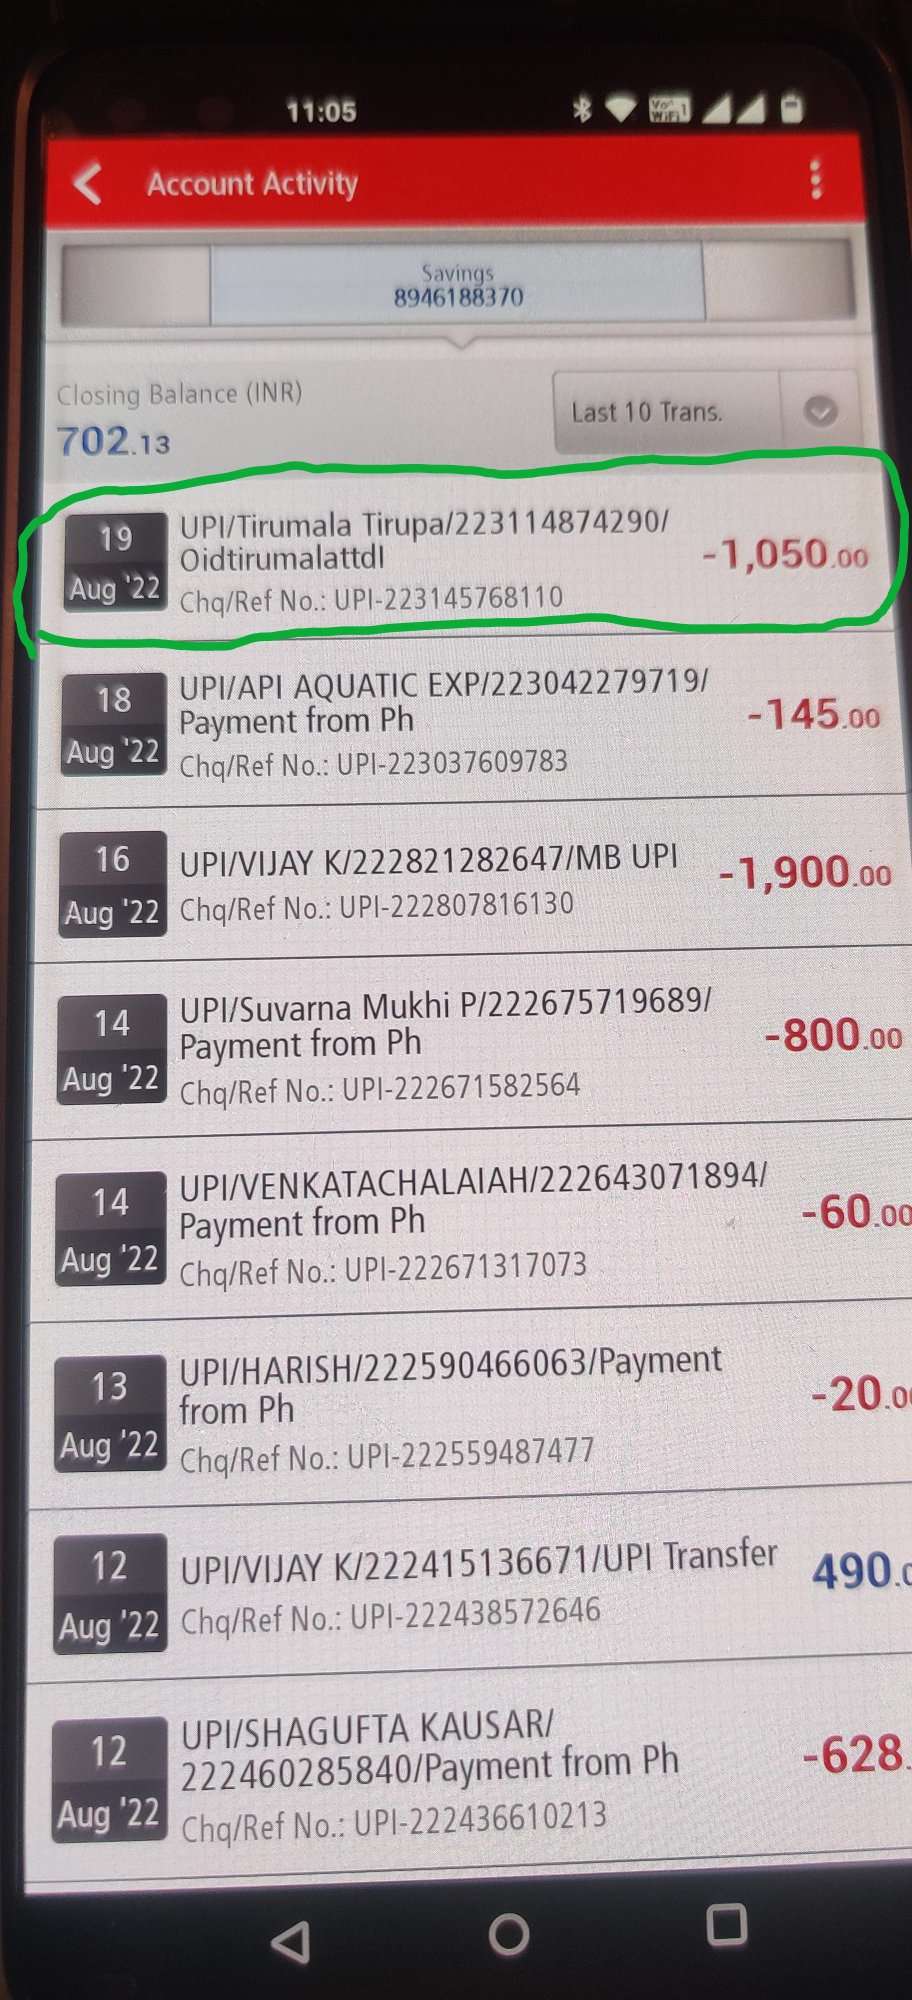 11:05
Vo
WiFi 1
Account Activity
Savings
8946188370
Closing Balance (INR)
702.13
Last 10 Trans.
19
Aug '22
UPI/Tirumala Tirupa/223114874290/
Oidtirumalattdl
Chq/Ref No.: UPI-223145768110
-1,050.00
18
Aug '22
UPI/API AQUATIC EXP/223042279719/
Payment from Ph
Chq/Ref No.: UPI-223037609783
-145.00
16
Aug '22
UPI/VIJAY K/222821282647/MB UPI
Chq/Ref No.: UPI-222807816130
-1,900.00
14
Aug '22
UPI/Suvarna Mukhi P/222675719689/
Payment from Ph
Chq/Ref No.: UPI-222671582564
-800.00
14
Aug '22
UPI/VENKATACHALAIAH/222643071894/
Payment from Ph
Chq/Ref No.: UPI-222671317073
-60.00
13
Aug '22
UPI/HARISH/222590466063/Payment
from Ph
Chq/Ref No.: UPI-222559487477
-20.0
12
Aug '22
UPI/VIJAY K/222415136671/UPI Transfer
Chq/Ref No.: UPI-222438572646
490.
12
Aug '22
UPI/SHAGUFTA KAUSAR/
222460285840/Payment from Ph
Chq/Ref No.: UPI-222436610213
-628.